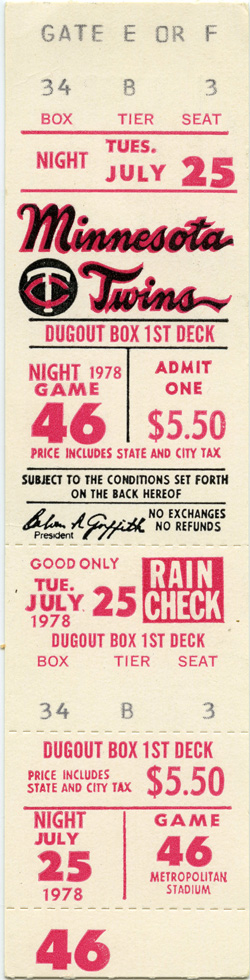 GATE E OR F
34 B 3
BOX TIER SEAT
NIGHT TUES. JULY 25
Minnesota
TC Twins
DUGOUT BOX 1ST DECK
NIGHT 1978 GAME 46
ADMIT ONE $5.50
PRICE INCLUDES STATE AND CITY TAX
SUBJECT TO THE CONDITIONS SET FORTH
ON THE BACK HEREOF
Calvin R Griffith
President
NO EXCHANGES
NO REFUNDS
GOOD ONLY
TUE.
JULY 25
1978
RAIN
CHECK
DUGOUT BOX 1ST DECK
BOX TIER SEAT
34 B 3
DUGOUT BOX 1ST DECK
PRICE INCLUDES
STATE AND CITY TAX
$5.50
NIGHT
JULY
25
1978
GAME
46
METROPOLITAN
STADIUM
46